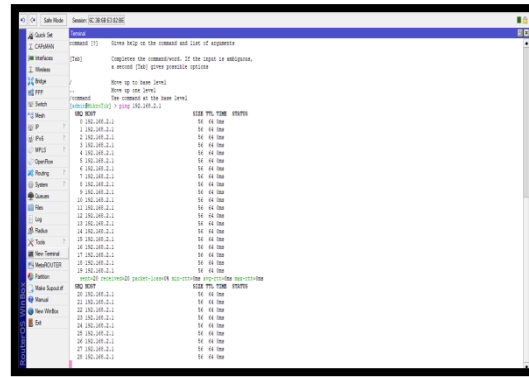 Safe Mode Session: 6C:3B:6B:E3:82:8E
Quick Set
CAPsMAN
Interfaces
Wireless
Bridge
PPP
Switch
Mesh
IP
IPv6
MPLS
OpenFlow
Routing
System
Queues
Files
Log
Radius
Tools
New Terminal
MetaROUTER
Partition
Make Supout.rif
Manual
New WinBox
Exit
RouterOS WinBox
Terminal
command [?] Gives help on the command and list of arguments
[Tab] Completes the command/word. If the input is ambiguous,
a second [Tab] gives possible options
/ Move up to base level
.. Move up one level
/command Use command at the base level
[admin@MikroTik] > ping 192.168.2.1
SEQ HOST SIZE TTL TIME STATUS
0 192.168.2.1 56 64 0ms
1 192.168.2.1 56 64 0ms
2 192.168.2.1 56 64 0ms
3 192.168.2.1 56 64 0ms
4 192.168.2.1 56 64 0ms
5 192.168.2.1 56 64 0ms
6 192.168.2.1 56 64 0ms
7 192.168.2.1 56 64 0ms
8 192.168.2.1 56 64 0ms
9 192.168.2.1 56 64 0ms
10 192.168.2.1 56 64 0ms
11 192.168.2.1 56 64 0ms
12 192.168.2.1 56 64 0ms
13 192.168.2.1 56 64 0ms
14 192.168.2.1 56 64 0ms
15 192.168.2.1 56 64 0ms
16 192.168.2.1 56 64 0ms
17 192.168.2.1 56 64 0ms
18 192.168.2.1 56 64 0ms
19 192.168.2.1 56 64 0ms
sent=20 received=20 packet-loss=0% min-rtt=0ms avg-rtt=0ms max-rtt=0ms
SEQ HOST SIZE TTL TIME STATUS
20 192.168.2.1 56 64 0ms
21 192.168.2.1 56 64 0ms
22 192.168.2.1 56 64 0ms
23 192.168.2.1 56 64 0ms
24 192.168.2.1 56 64 0ms
25 192.168.2.1 56 64 0ms
26 192.168.2.1 56 64 0ms
27 192.168.2.1 56 64 0ms
28 192.168.2.1 56 64 0ms